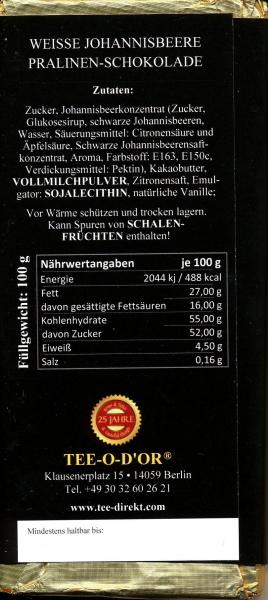 WEISSE JOHANNISBEERE
PRALINEN-SCHOKOLADE
Zutaten:
Zucker, Johannisbeerkonzentrat (Zucker,
Glukosesirup, schwarze Johannisbeeren,
Wasser, Säuerungsmittel: Citronensäure und
Äpfelsäure, Schwarze Johannisbeerensaft-
konzentrat, Aroma, Farbstoff: E163, E150c,
Verdickungsmittel: Pektin), Kakaobutter,
VOLLMILCHPULVER, Zitronensaft, Emul-
gator: SOJALECITHIN, natürliche Vanille;
Vor Wärme schützen und trocken lagern.
Kann Spuren von SCHALEN-
FRÜCHTEN enthalten!
Füllgewicht: 100 g
Nährwertangaben je 100 g
Energie 2044 kj / 488 kcal
Fett 27,00 g
davon gesättigte Fettsäuren 16,00 g
Kohlenhydrate 55,00 g
davon Zucker 52,00 g
Eiweiß 4,50 g
Salz 0,16 g
25 JAHRE
TEE-O-D'OR®
Klausenerplatz 15 • 14059 Berlin
Tel. +49 30 32 60 26 21
www.tee-direkt.com
Mindestens haltbar bis: